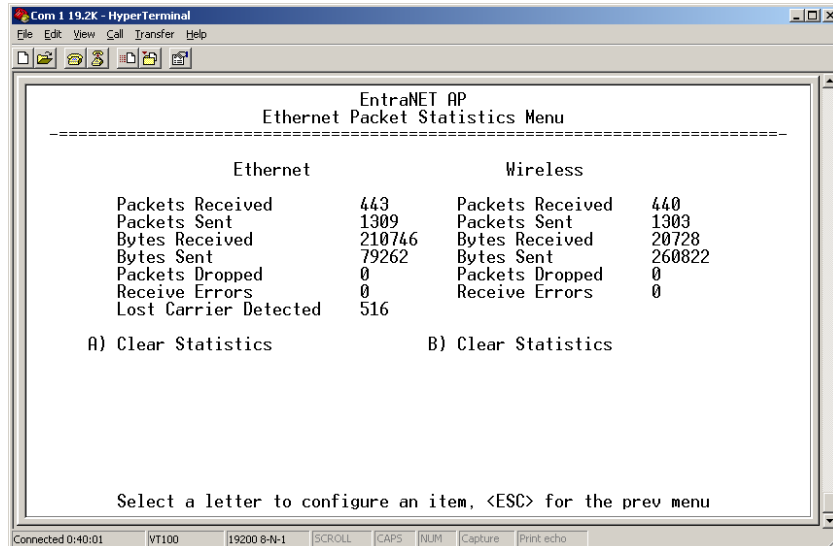 Com 1 19.2K - HyperTerminal
File Edit View Call Transfer Help
EntraNET AP
Ethernet Packet Statistics Menu
-==========================================================================-
Ethernet Wireless
Packets Received 443 Packets Received 440
Packets Sent 1309 Packets Sent 1303
Bytes Received 210746 Bytes Received 20728
Bytes Sent 79262 Bytes Sent 260822
Packets Dropped 0 Packets Dropped 0
Receive Errors 0 Receive Errors 0
Lost Carrier Detected 516
A) Clear Statistics B) Clear Statistics
Select a letter to configure an item, <ESC> for the prev menu
Connected 0:40:01 VT100 19200 8-N-1 SCROLL CAPS NUM Capture Print echo